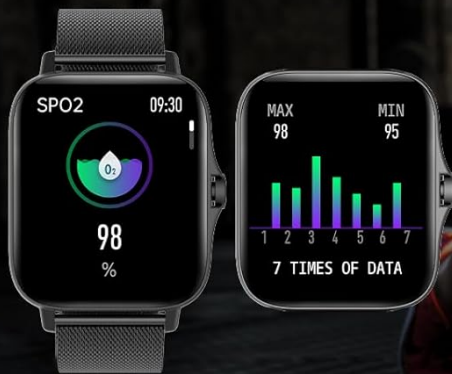 SPO2 09:30
O2
98
%
MAX MIN
98 95
1 2 3 4 5 6 7
7 TIMES OF DATA